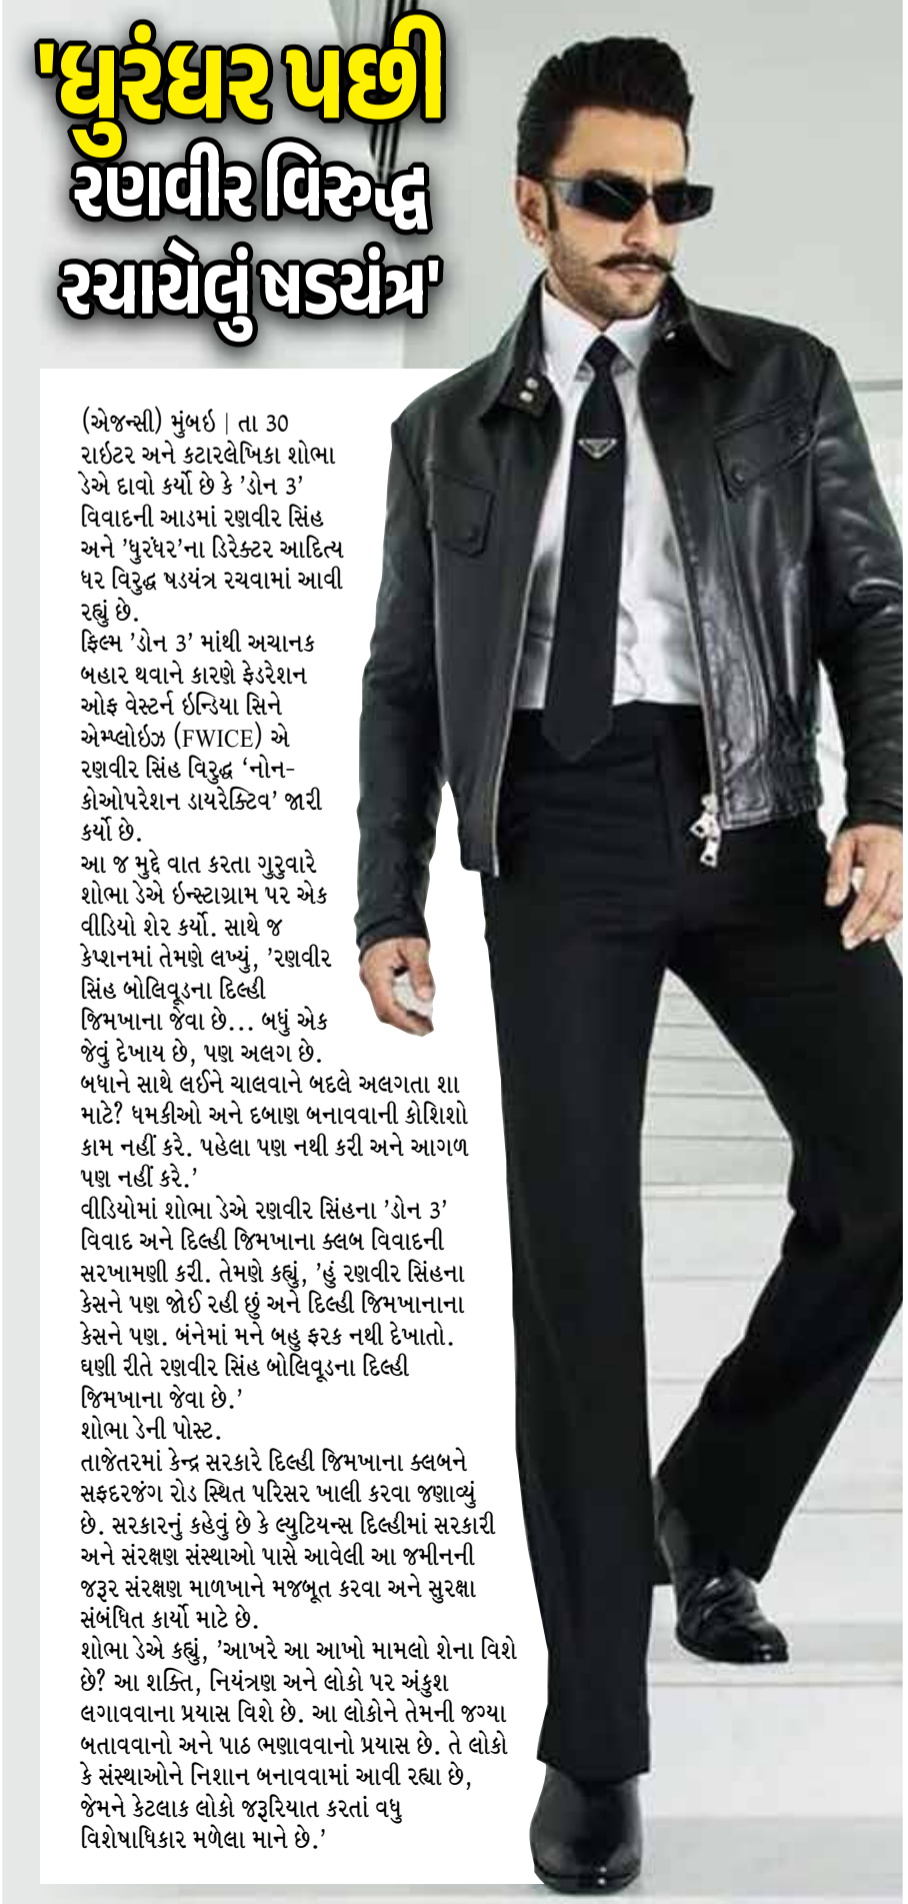 'ધુરંધર પછી
રણવીર વિરુદ્ધ
રચાયેલું ષડયંત્ર'
(એજન્સી) મુંબઇ | તા 30
રાઇટર અને કટારલેખિકા શોભા
ડેએ દાવો કર્યો છે કે ’ડોન 3’
વિવાદની આડમાં રણવીર સિંહ
અને ’ધુરંધર’ના ડિરેક્ટર આદિત્ય
ધર વિરુદ્ધ ષડયંત્ર રચવામાં આવી
રહ્યું છે.
ફિલ્મ ’ડોન 3’ માંથી અચાનક
બહાર થવાને કારણે ફેડરેશન
ઓફ વેસ્ટર્ન ઇન્ડિયા સિને
એમ્પ્લોઇઝ (FWICE) એ
રણવીર સિંહ વિરુદ્ધ ‘નોન-
કોઓપરેશન ડાયરેક્ટિવ’ જારી
કર્યો છે.
આ જ મુદ્દે વાત કરતા ગુરુવારે
શોભા ડેએ ઇન્સ્ટાગ્રામ પર એક
વીડિયો શેર કર્યો. સાથે જ
કેપ્શનમાં તેમણે લખ્યું, ’રણવીર
સિંહ બોલિવૂડના દિલ્હી
જિમખાના જેવા છે... બધું એક
જેવું દેખાય છે, પણ અલગ છે.
બધાને સાથે લઈને ચાલવાને બદલે અલગતા શા
માટે? ધમકીઓ અને દબાણ બનાવવાની કોશિશો
કામ નહીં કરે. પહેલા પણ નથી કરી અને આગળ
પણ નહીં કરે.’
વીડિયોમાં શોભા ડેએ રણવીર સિંહના ’ડોન 3’
વિવાદ અને દિલ્હી જિમખાના ક્લબ વિવાદની
સરખામણી કરી. તેમણે કહ્યું, ’હું રણવીર સિંહના
કેસને પણ જોઈ રહી છું અને દિલ્હી જિમખાનાના
કેસને પણ. બંનેમાં મને બહુ ફરક નથી દેખાતો.
ઘણી રીતે રણવીર સિંહ બોલિવૂડના દિલ્હી
જિમખાના જેવા છે.’
શોભા ડેની પોસ્ટ.
તાજેતરમાં કેન્દ્ર સરકારે દિલ્હી જિમખાના ક્લબને
સફદરજંગ રોડ સ્થિત પરિસર ખાલી કરવા જણાવ્યું
છે. સરકારનું કહેવું છે કે લ્યુટિયન્સ દિલ્હીમાં સરકારી
અને સંરક્ષણ સંસ્થાઓ પાસે આવેલી આ જમીનની
જરૂર સંરક્ષણ માળખાને મજબૂત કરવા અને સુરક્ષા
સંબંધિત કાર્યો માટે છે.
શોભા ડેએ કહ્યું, ’આખરે આ આખો મામલો શેના વિશે
છે? આ શક્તિ, નિયંત્રણ અને લોકો પર અંકુશ
લગાવવાના પ્રયાસ વિશે છે. આ લોકોને તેમની જગ્યા
બતાવવાનો અને પાઠ ભણાવવાનો પ્રયાસ છે. તે લોકો
કે સંસ્થાઓને નિશાન બનાવવામાં આવી રહ્યા છે,
જેમને કેટલાક લોકો જરૂરિયાત કરતાં વધુ
વિશેષાધિકાર મળેલા માને છે.’